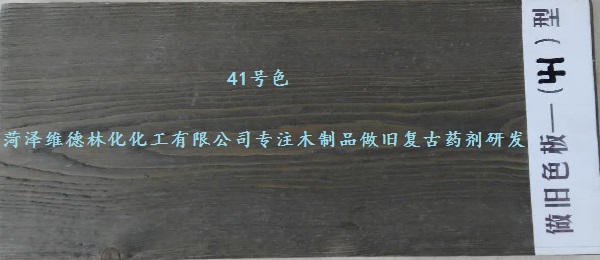 41号色
菏泽维德林化化工有限公司专注木制品做旧复古药剂研发
做旧色板—(41)型